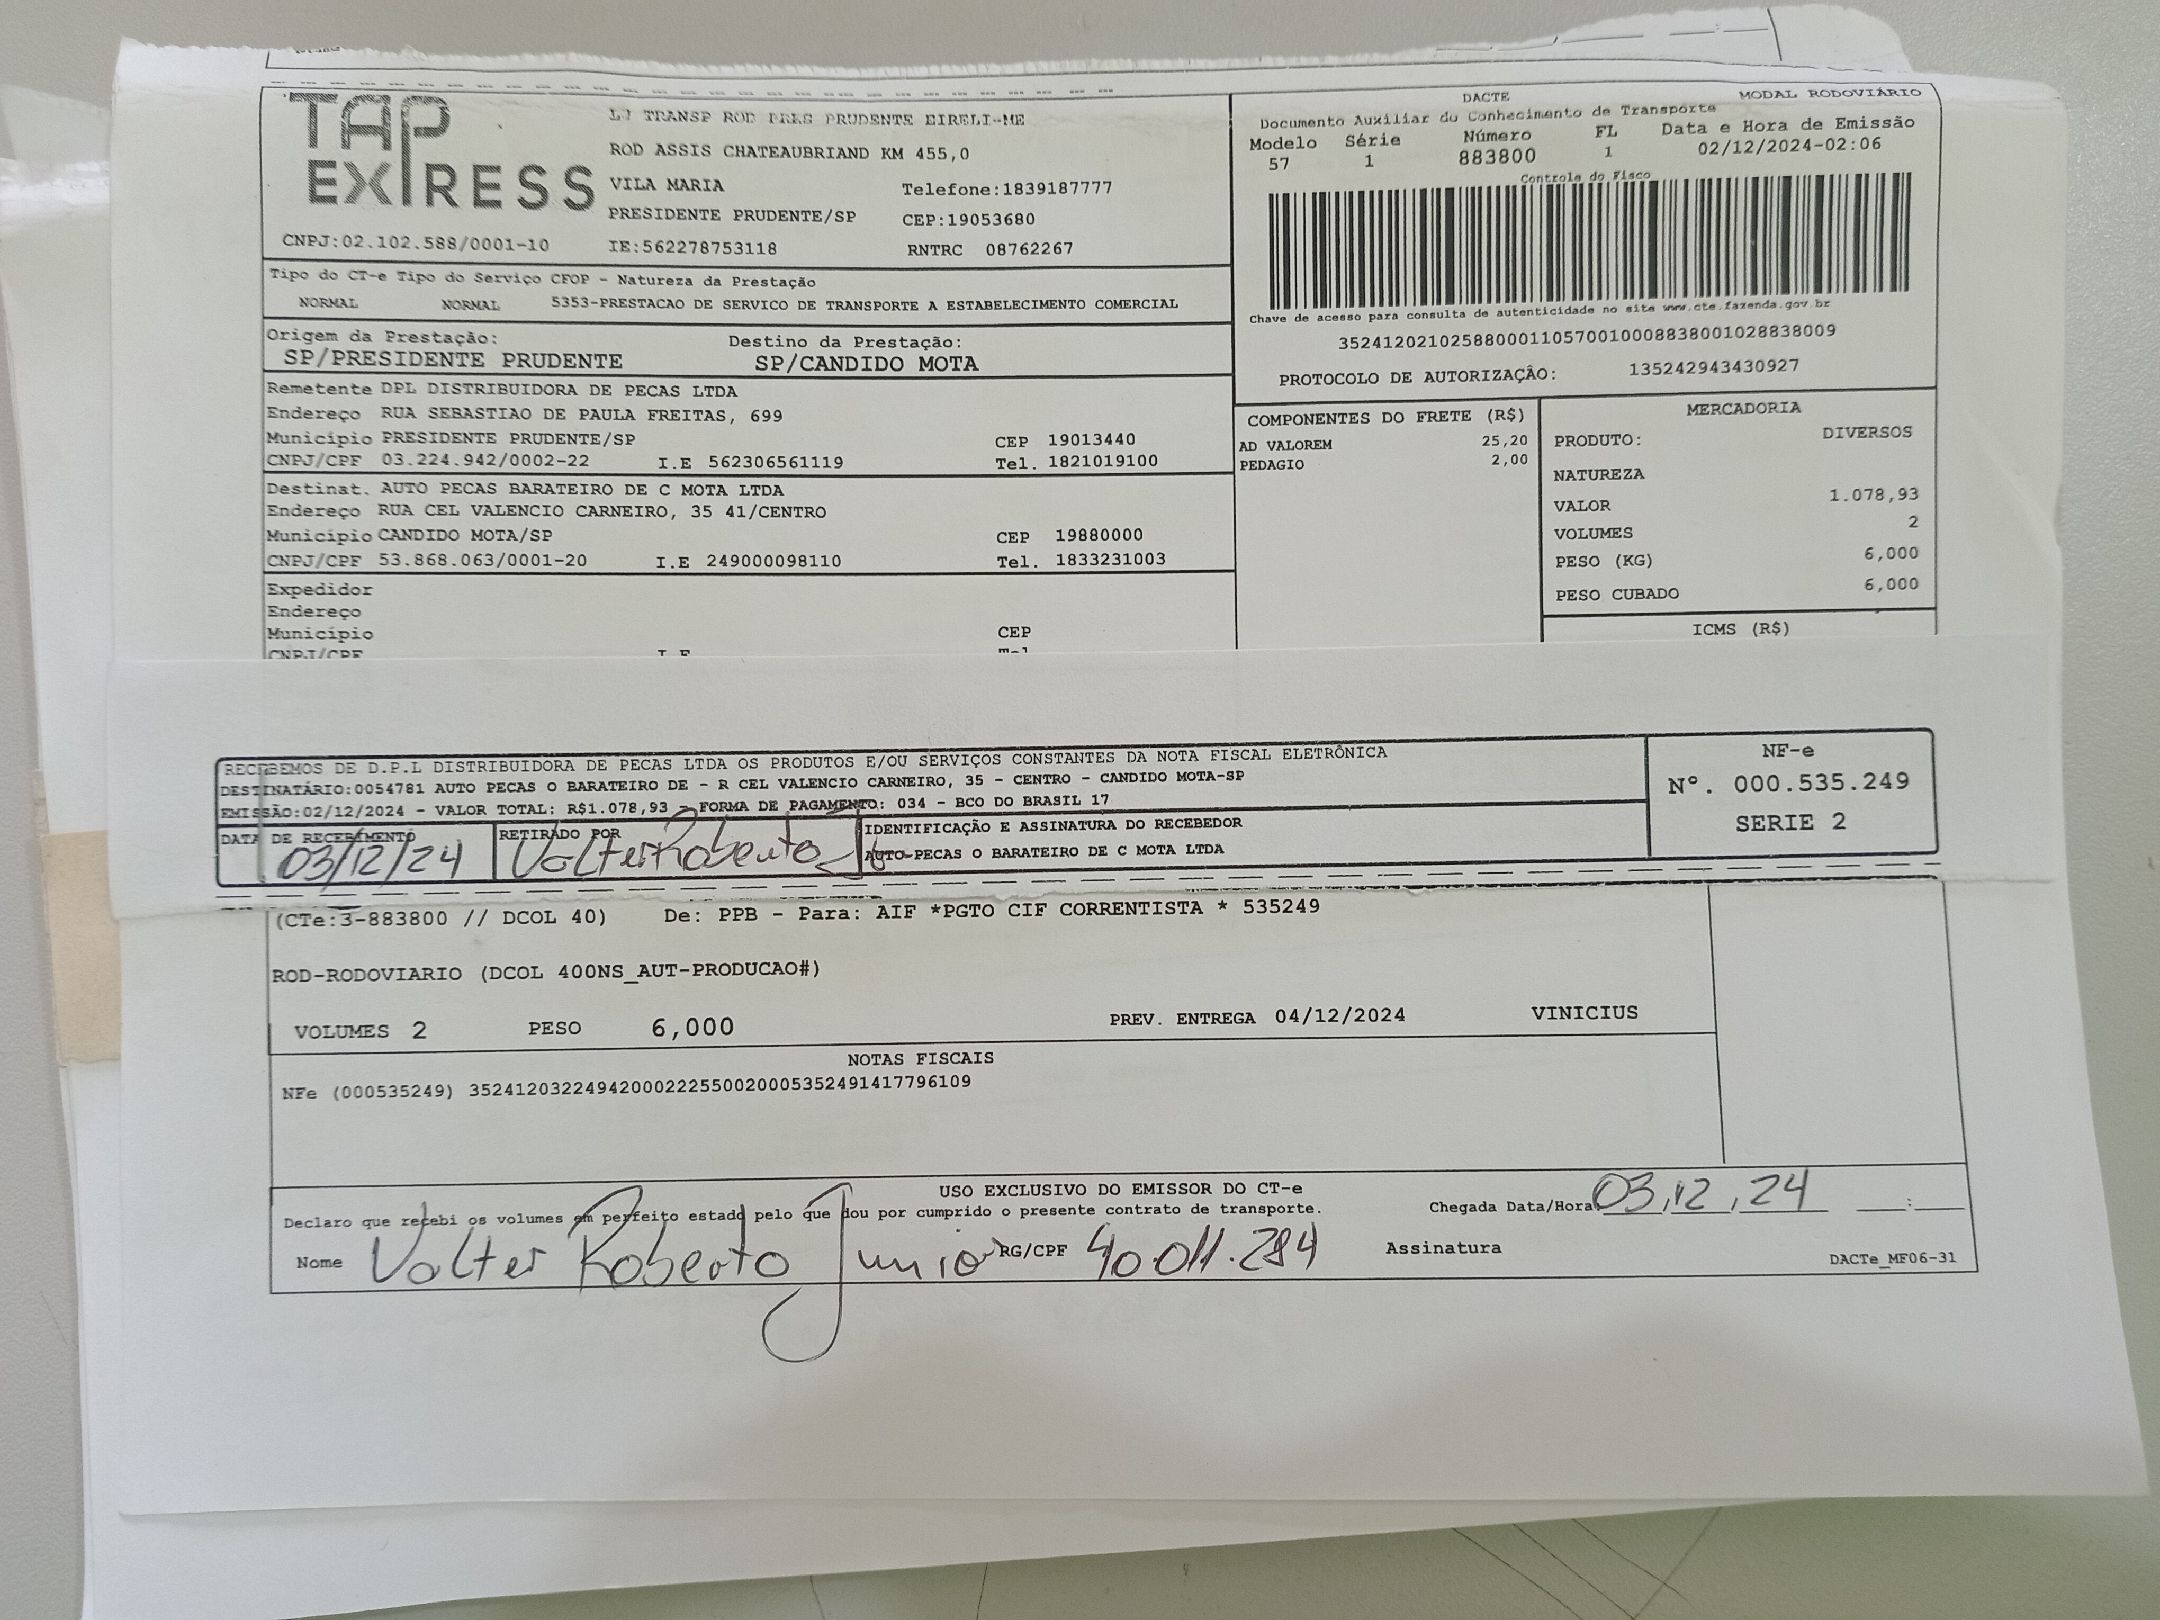 TAP
EXPRESS
LJ TRANSP ROD PRES PRUDENTE EIRELI-ME
ROD ASSIS CHATEAUBRIAND KM 455,0
VILA MARIA Telefone:1839187777
PRESIDENTE PRUDENTE/SP CEP:19053680
CNPJ:02.102.588/0001-10 IE:562278753118 RNTRC 08762267
DACTE MODAL RODOVIÁRIO
Documento Auxiliar do Conhecimento de Transporte
Modelo Série Número FL Data e Hora de Emissão
57 1 883800 1 02/12/2024-02:06
Controle do Fisco
Chave de acesso para consulta de autenticidade no site www.cte.fazenda.gov.br
35241202102588000110570010008838001028838009
PROTOCOLO DE AUTORIZAÇÃO: 135242943430927
Tipo do CT-e Tipo do Serviço CFOP - Natureza da Prestação
NORMAL NORMAL 5353-PRESTACAO DE SERVICO DE TRANSPORTE A ESTABELECIMENTO COMERCIAL
Origem da Prestação: Destino da Prestação:
SP/PRESIDENTE PRUDENTE SP/CANDIDO MOTA
Remetente DPL DISTRIBUIDORA DE PECAS LTDA
Endereço RUA SEBASTIAO DE PAULA FREITAS, 699
Município PRESIDENTE PRUDENTE/SP CEP 19013440
CNPJ/CPF 03.224.942/0002-22 I.E 562306561119 Tel. 1821019100
Destinat. AUTO PECAS BARATEIRO DE C MOTA LTDA
Endereço RUA CEL VALENCIO CARNEIRO, 35 41/CENTRO
Município CANDIDO MOTA/SP CEP 19880000
CNPJ/CPF 53.868.063/0001-20 I.E 249000098110 Tel. 1833231003
Expedidor
Endereço
Município CEP
CNPJ/CPF I.E Tel
COMPONENTES DO FRETE (R$)
AD VALOREM 25,20
PEDAGIO 2,00
MERCADORIA
PRODUTO: DIVERSOS
NATUREZA
VALOR 1.078,93
VOLUMES 2
PESO (KG) 6,000
PESO CUBADO 6,000
ICMS (R$)
RECEBEMOS DE D.P.L DISTRIBUIDORA DE PECAS LTDA OS PRODUTOS E/OU SERVIÇOS CONSTANTES DA NOTA FISCAL ELETRÔNICA
DESTINATÁRIO:0054781 AUTO PECAS O BARATEIRO DE - R CEL VALENCIO CARNEIRO, 35 - CENTRO - CANDIDO MOTA-SP
EMISSÃO:02/12/2024 - VALOR TOTAL: R$1.078,93 - FORMA DE PAGAMENTO: 034 - BCO DO BRASIL 17
NF-e
Nº. 000.535.249
SERIE 2
DATA DE RECEBIMENTO RETIRADO POR IDENTIFICAÇÃO E ASSINATURA DO RECEBEDOR
03/12/24 Valter Roberto AUTO-PECAS O BARATEIRO DE C MOTA LTDA
(CTe:3-883800 // DCOL 40) De: PPB - Para: AIF *PGTO CIF CORRENTISTA * 535249
ROD-RODOVIARIO (DCOL 400NS_AUT-PRODUCAO#)
VOLUMES 2 PESO 6,000 PREV. ENTREGA 04/12/2024 VINICIUS
NOTAS FISCAIS
NFe (000535249) 35241203224942000222550020005352491417796109
USO EXCLUSIVO DO EMISSOR DO CT-e
Declaro que recebi os volumes em perfeito estado pelo que dou por cumprido o presente contrato de transporte. Chegada Data/Hora 03,12,24 :
Nome Valter Roberto Junior RG/CPF 40 011.284 Assinatura DACTe_MF06-31